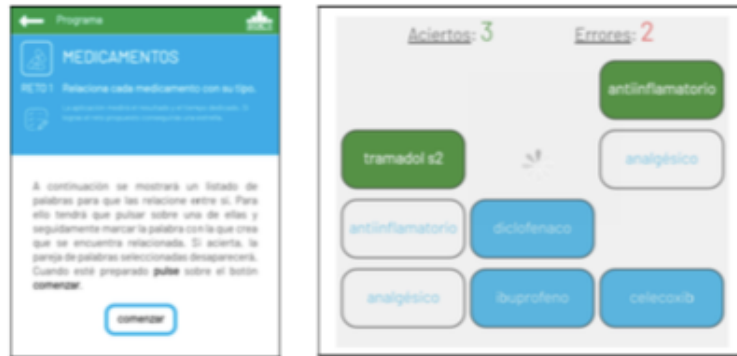 Programa
MEDICAMENTOS
RETO 1 Relaciona cada medicamento con su tipo.
A continuación se mostrará un listado de
palabras para que las relacione entre sí. Para
ello tendrá que pulsar sobre una de ellas y
seguidamente marcar la palabra con la que crea
que se encuentra relacionada. Si acierta, la
pareja de palabras seleccionadas desaparecerá.
Cuando esté preparado pulse sobre el botón
comenzar.
comenzar
Aciertos: 3 Errores: 2
antiinflamatorio
tramadol s2 analgésico
antiinflamatorio diclofenaco
analgésico ibuprofeno celecoxib